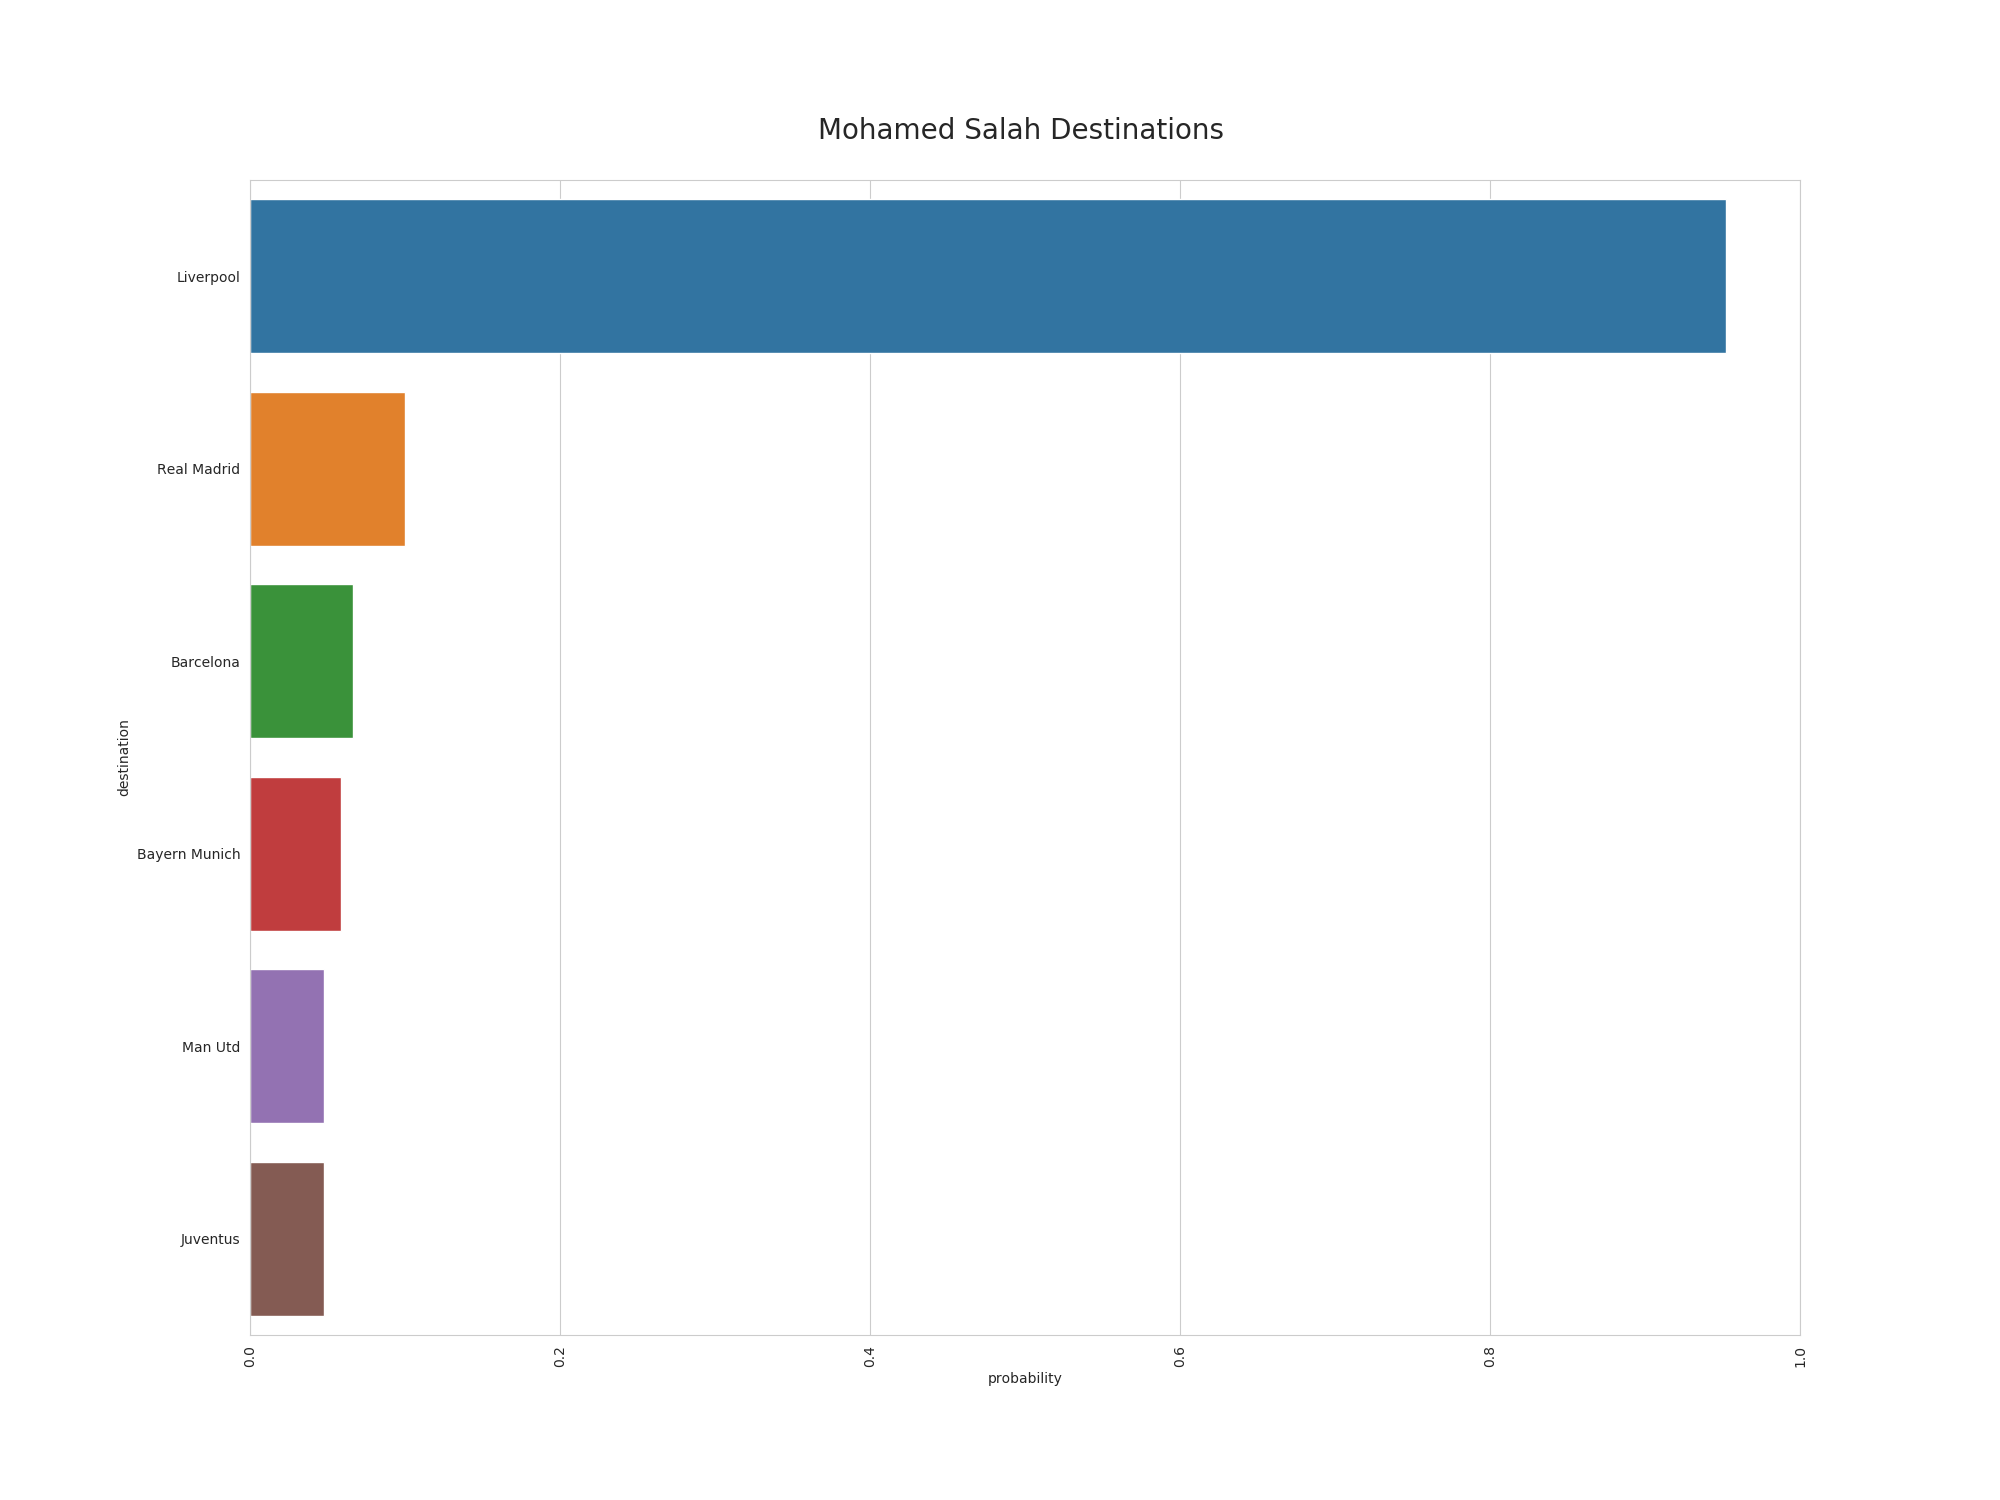 Mohamed Salah Destinations
Liverpool
Real Madrid
Barcelona
Bayern Munich
Man Utd
Juventus
destination
0.0 0.2 0.4 0.6 0.8 1.0
probability